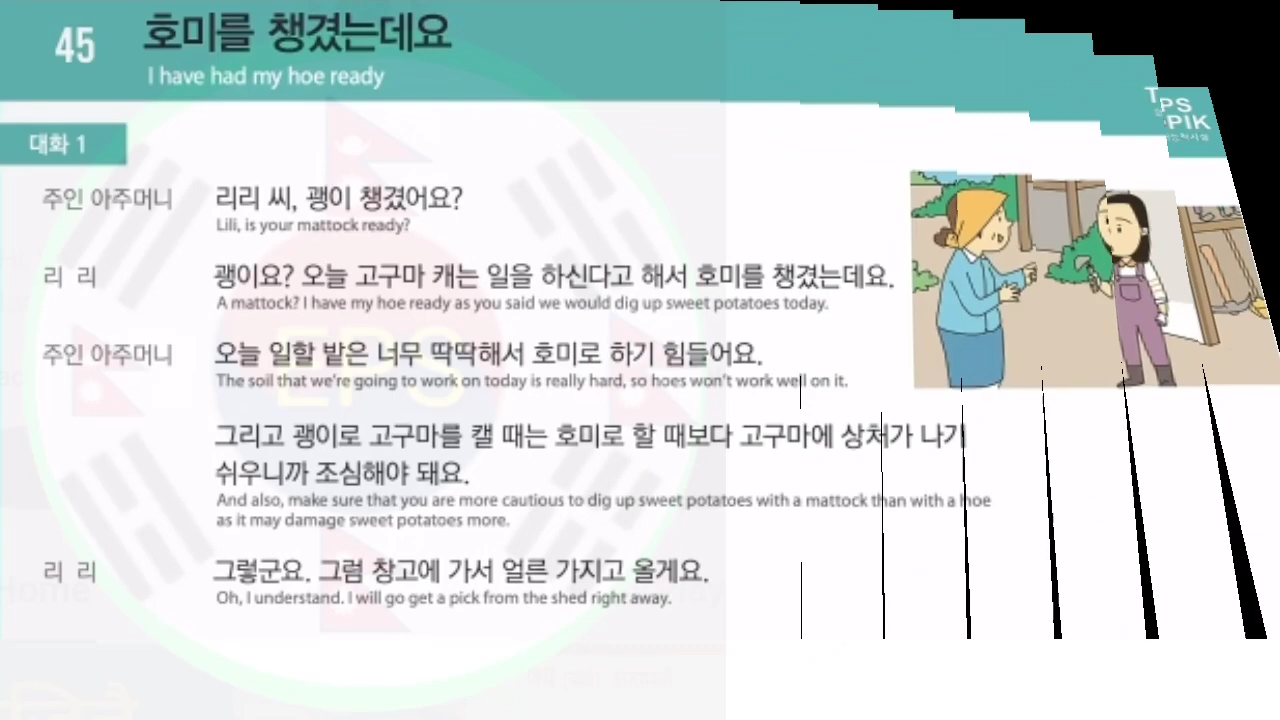 45
호미를 챙겼는데요
I have had my hoe ready
대화 1
주인 아주머니
리리 씨, 괭이 챙겼어요?
Lili, is your mattock ready?
리 리
괭이요? 오늘 고구마 캐는 일을 하신다고 해서 호미를 챙겼는데요.
A mattock? I have my hoe ready as you said we would dig up sweet potatoes today.
주인 아주머니
오늘 일할 밭은 너무 딱딱해서 호미로 하기 힘들어요.
The soil that we're going to work on today is really hard, so hoes won't work well on it.
그리고 괭이로 고구마를 캘 때는 호미로 할 때보다 고구마에 상처가 나기
쉬우니까 조심해야 돼요.
And also, make sure that you are more cautious to dig up sweet potatoes with a mattock than with a hoe
as it may damage sweet potatoes more.
리 리
그렇군요. 그럼 창고에 가서 얼른 가지고 올게요.
Oh, I understand. I will go get a pick from the shed right away.
EPS
Home